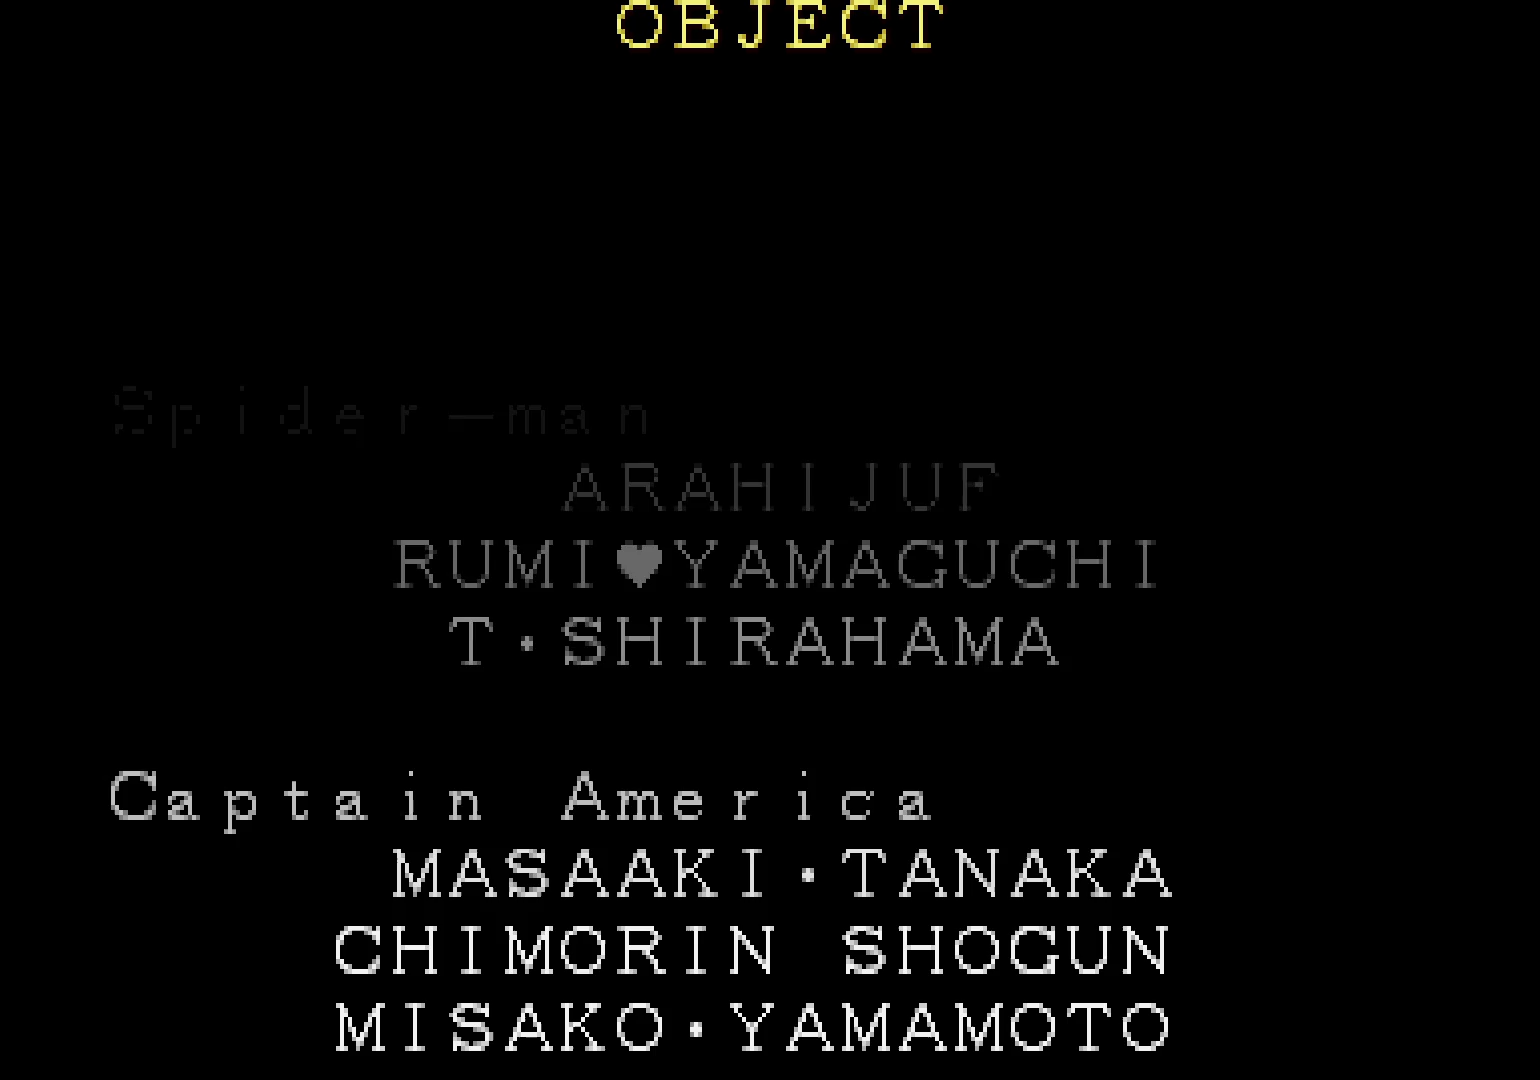 OBJECT
Spider-man
ARAHIJUF
RUMI♥YAMAGUCHI
T·SHIRAHAMA
Captain America
MASAAKI·TANAKA
CHIMORIN SHOGUN
MISAKO·YAMAMOTO